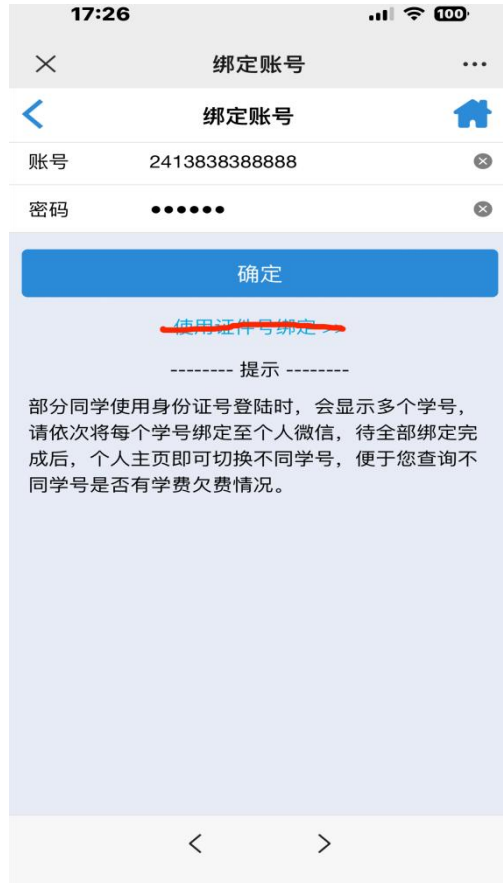 17:26
100
绑定账号
绑定账号
账号 2413838388888
密码 ••••••
确定
使用证件号绑定 >>
-------- 提示 --------
部分同学使用身份证号登陆时，会显示多个学号，
请依次将每个学号绑定至个人微信，待全部绑定完
成后，个人主页即可切换不同学号，便于您查询不
同学号是否有学费欠费情况。